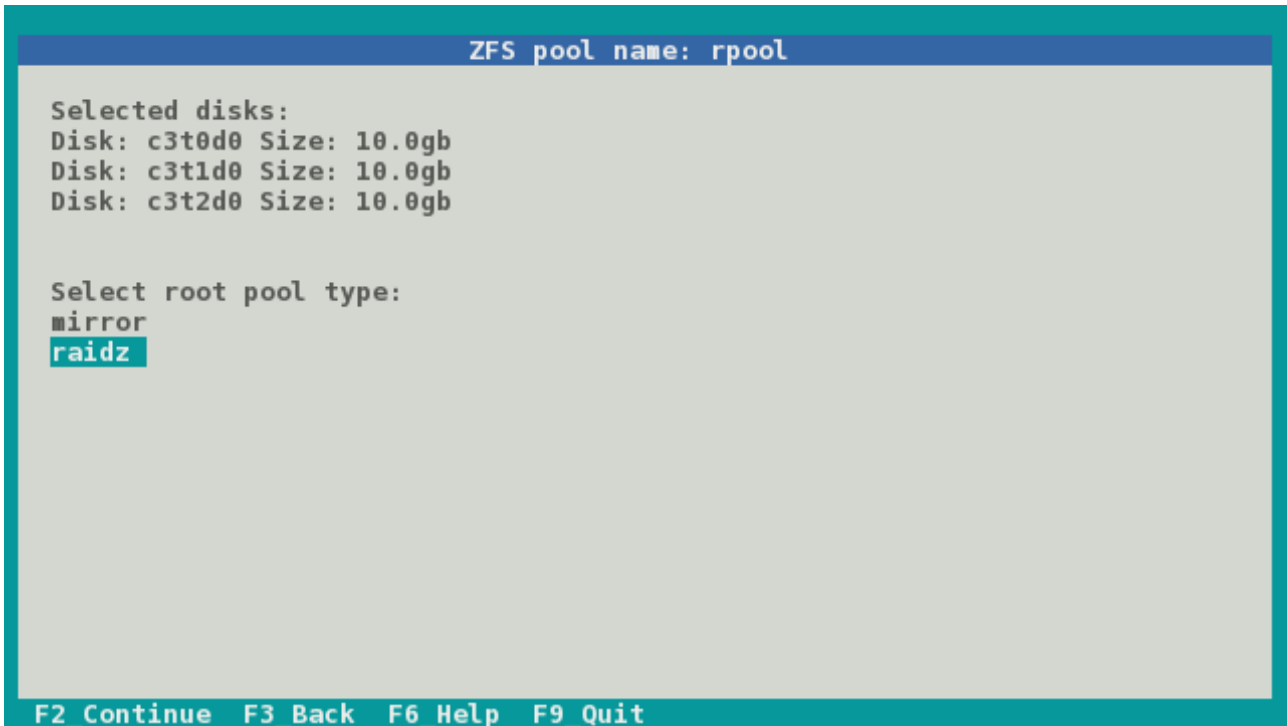 ZFS pool name: rpool
Selected disks:
Disk: c3t0d0 Size: 10.0gb
Disk: c3t1d0 Size: 10.0gb
Disk: c3t2d0 Size: 10.0gb
Select root pool type:
mirror
raidz
F2 Continue F3 Back F6 Help F9 Quit